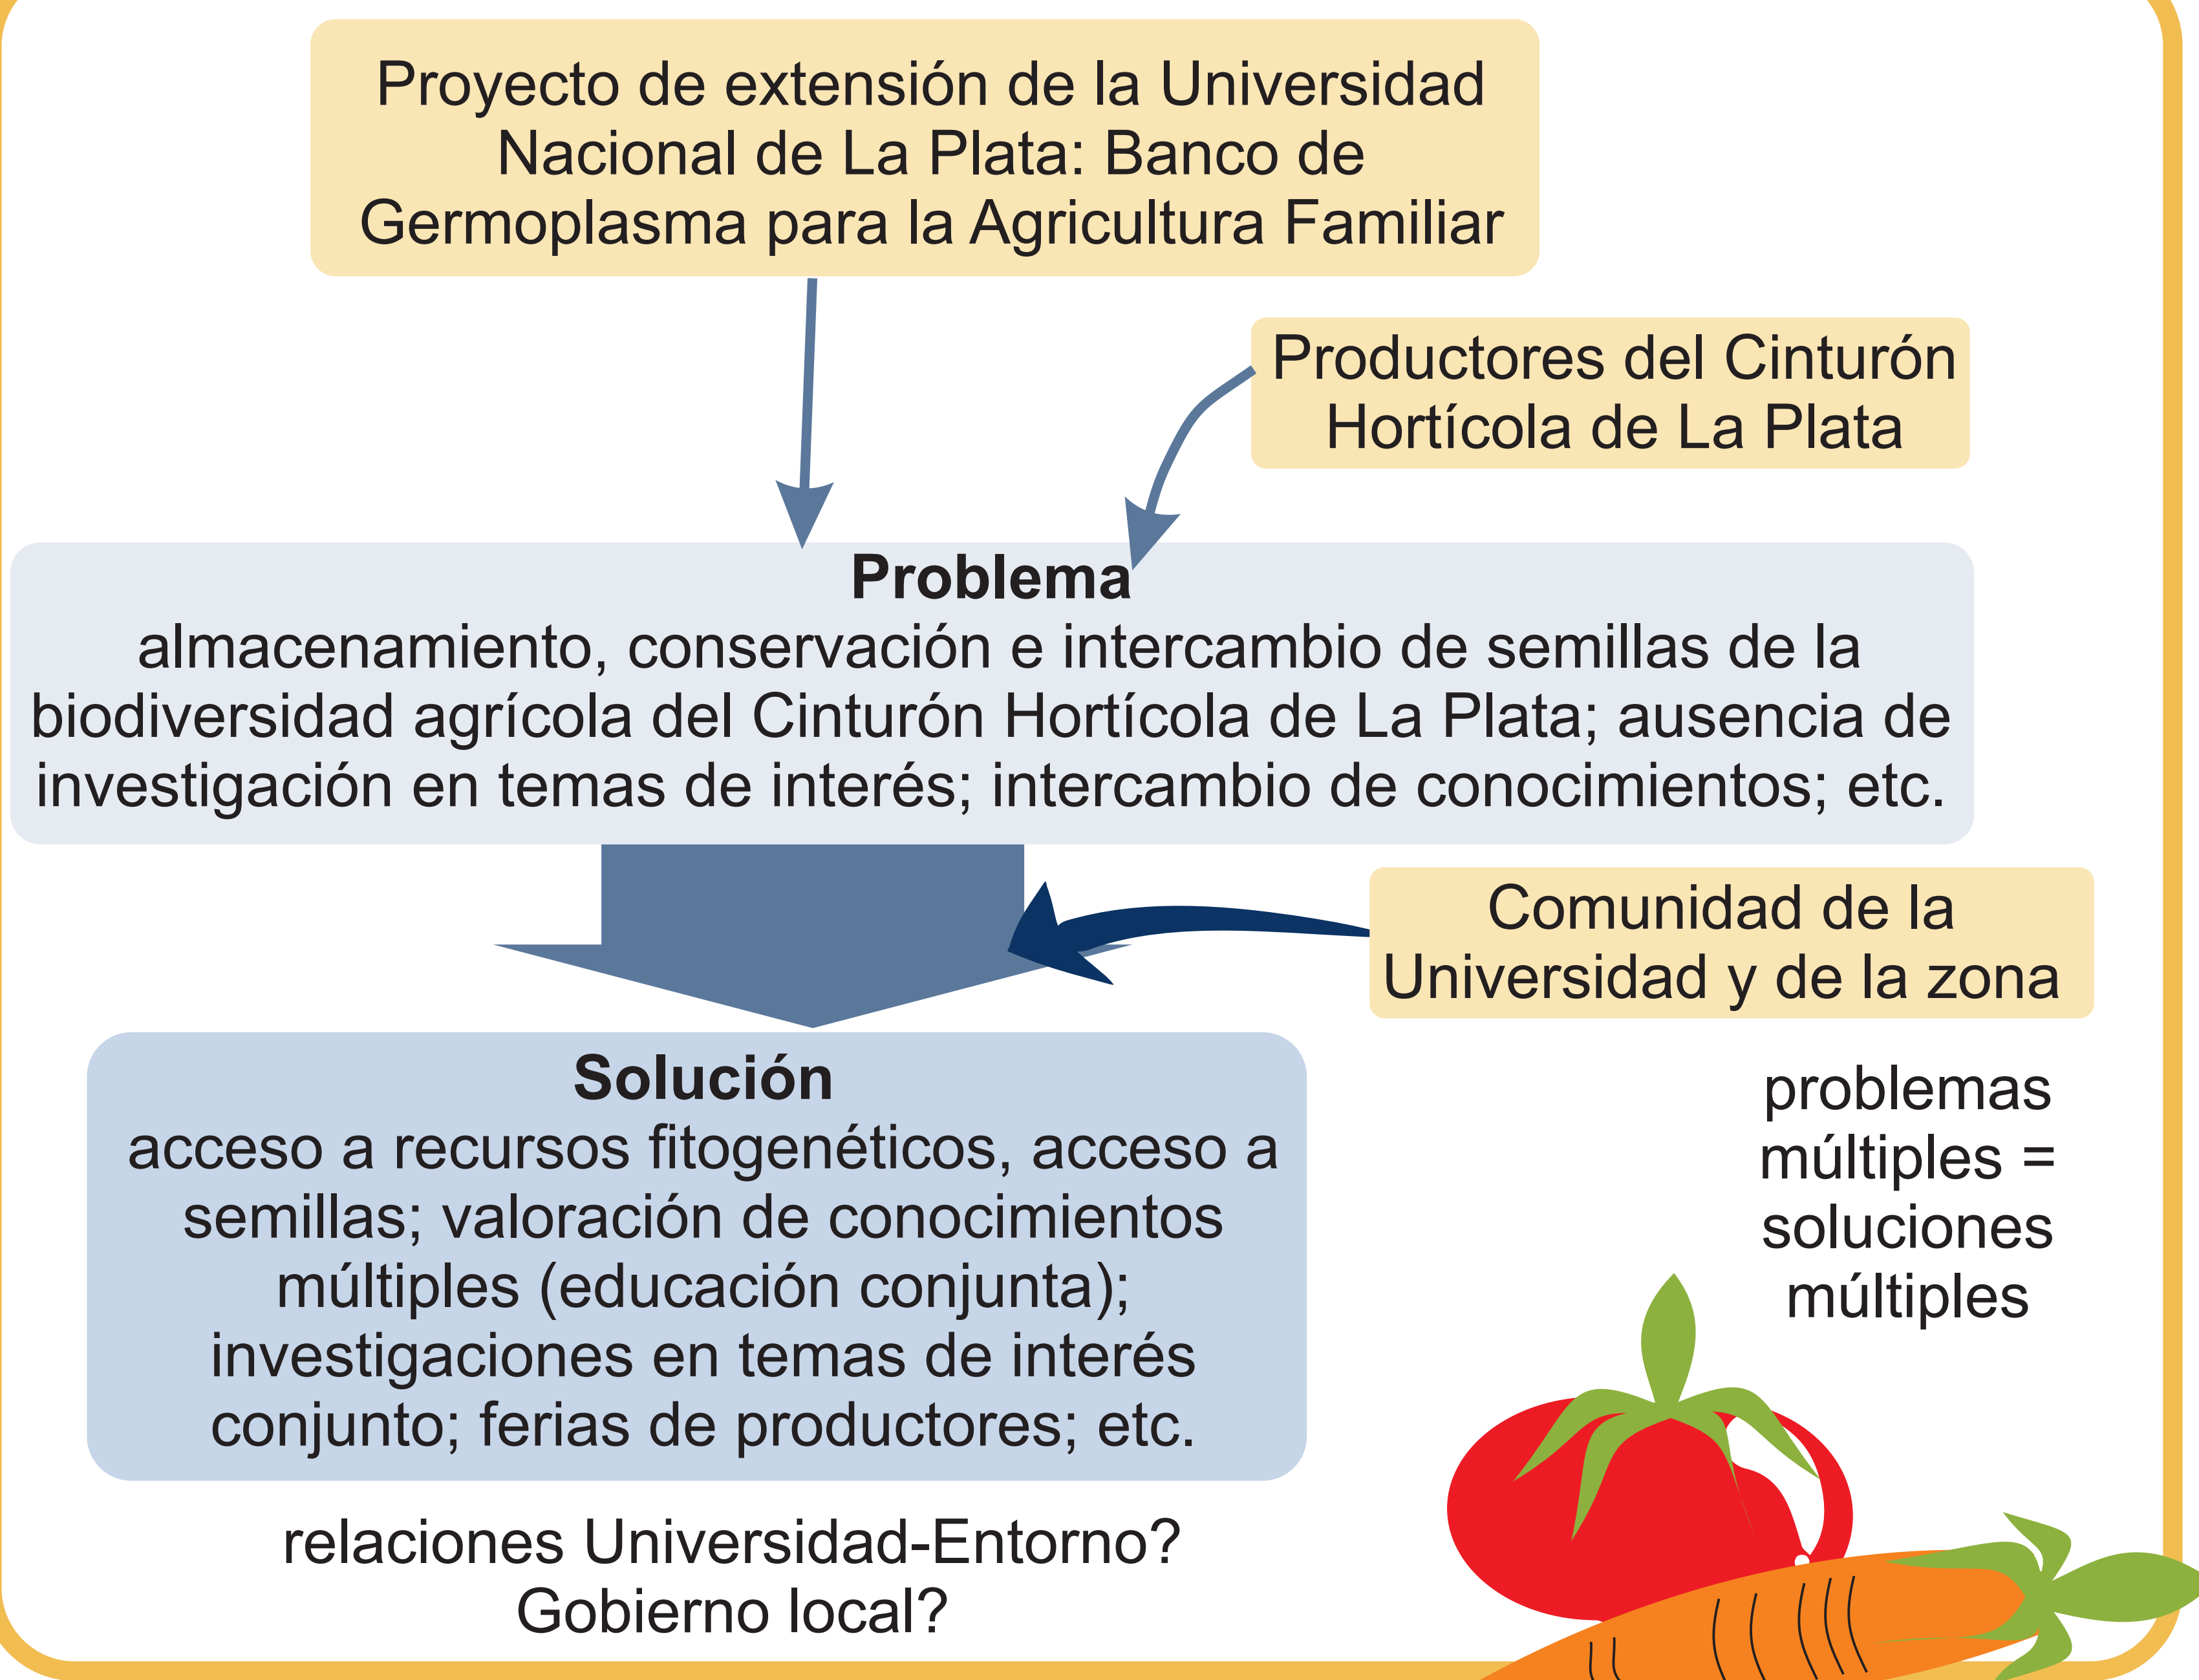 Proyecto de extensión de la Universidad
Nacional de La Plata: Banco de
Germoplasma para la Agricultura Familiar
Productores del Cinturón
Hortícola de La Plata
Problema
almacenamiento, conservación e intercambio de semillas de la
biodiversidad agrícola del Cinturón Hortícola de La Plata; ausencia de
investigación en temas de interés; intercambio de conocimientos; etc.
Comunidad de la
Universidad y de la zona
Solución
acceso a recursos fitogenéticos, acceso a
semillas; valoración de conocimientos
múltiples (educación conjunta);
investigaciones en temas de interés
conjunto; ferias de productores; etc.
problemas
múltiples =
soluciones
múltiples
relaciones Universidad-Entorno?
Gobierno local?